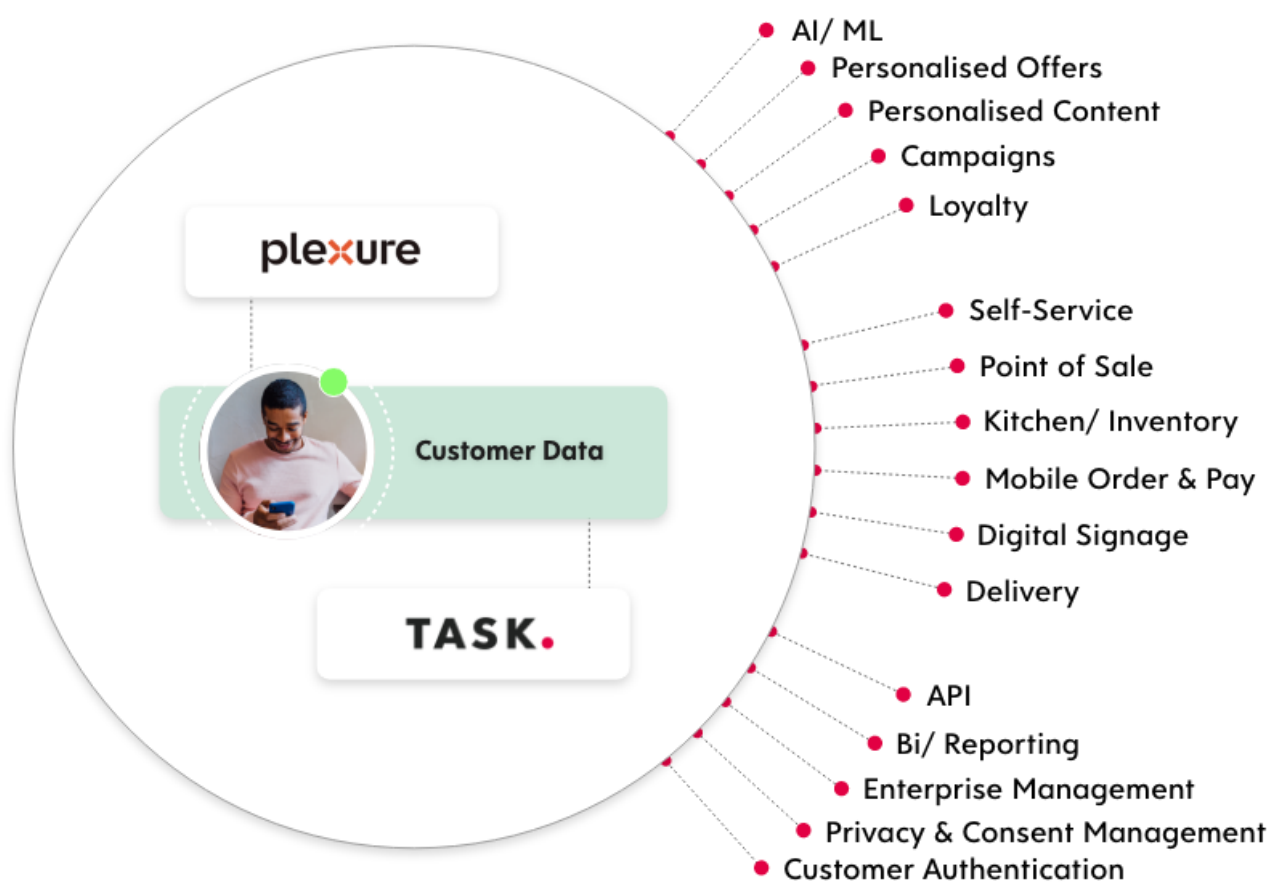 plexure
Customer Data
TASK.
AI/ ML
Personalised Offers
Personalised Content
Campaigns
Loyalty
Self-Service
Point of Sale
Kitchen/ Inventory
Mobile Order & Pay
Digital Signage
Delivery
API
Bi/ Reporting
Enterprise Management
Privacy & Consent Management
Customer Authentication